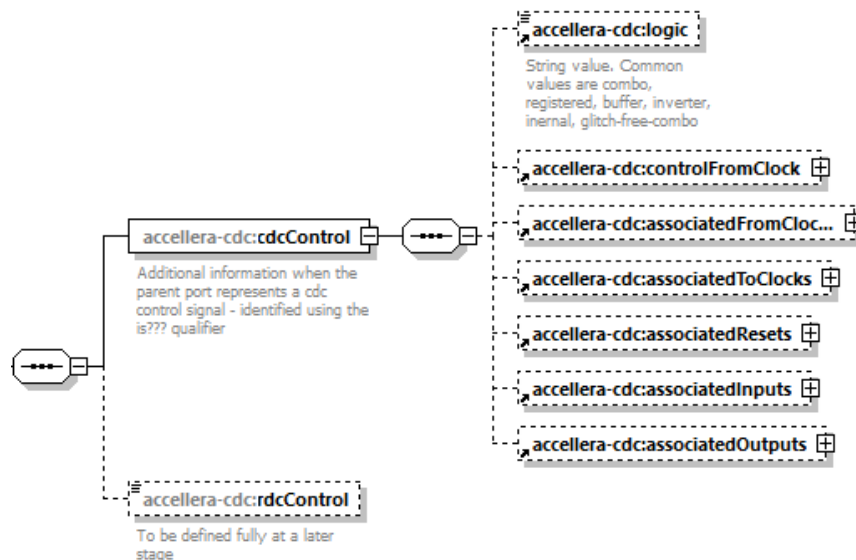 accellera-cdc:logic
String value. Common
values are combo,
registered, buffer, inverter,
inernal, glitch-free-combo
accellera-cdc:controlFromClock
accellera-cdc:associatedFromCloc...
accellera-cdc:cdcControl
Additional information when the
parent port represents a cdc
control signal - identified using the
is??? qualifier
accellera-cdc:associatedToClocks
accellera-cdc:associatedResets
accellera-cdc:associatedInputs
accellera-cdc:associatedOutputs
accellera-cdc:rdcControl
To be defined fully at a later
stage